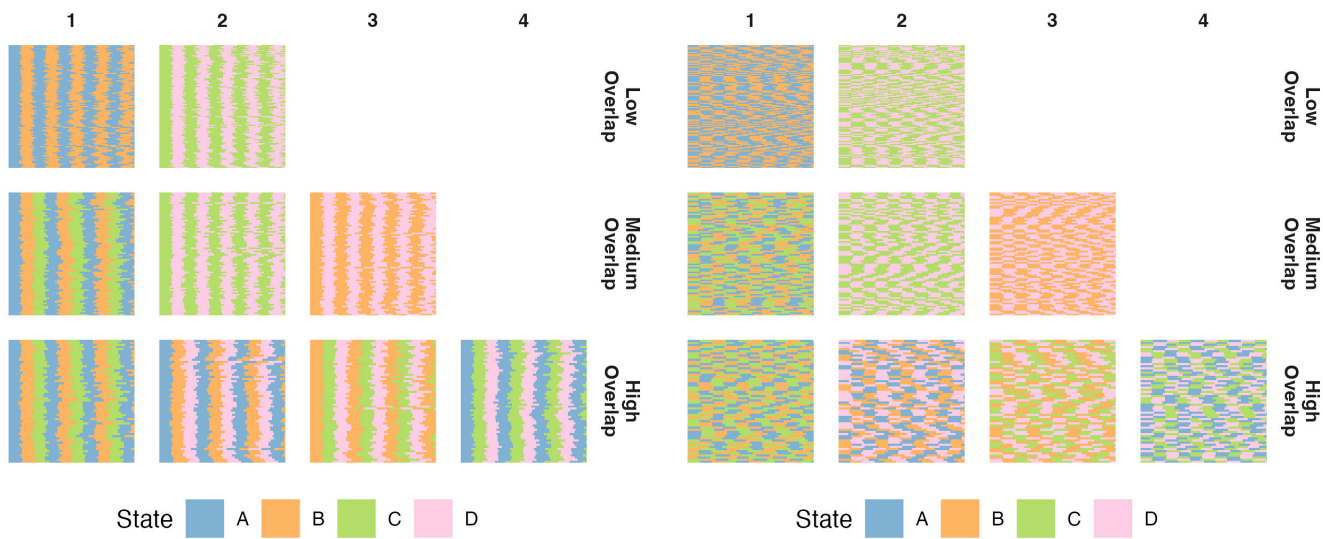 1 2 3 4
Low
Overlap
Medium
Overlap
High
Overlap
State A B C D
1 2 3 4
Low
Overlap
Medium
Overlap
High
Overlap
State A B C D